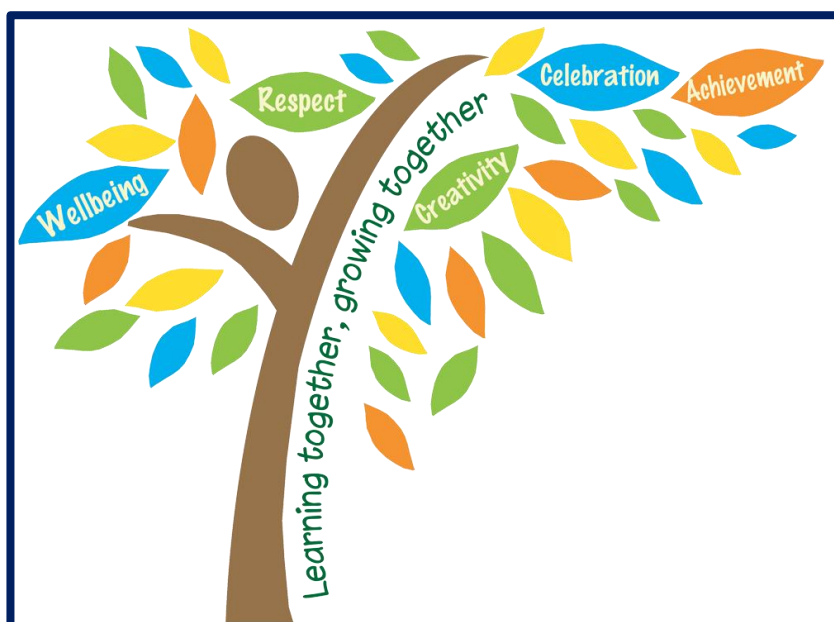 Respect
Celebration
Achievement
Wellbeing
Creativity
Learning together, growing together